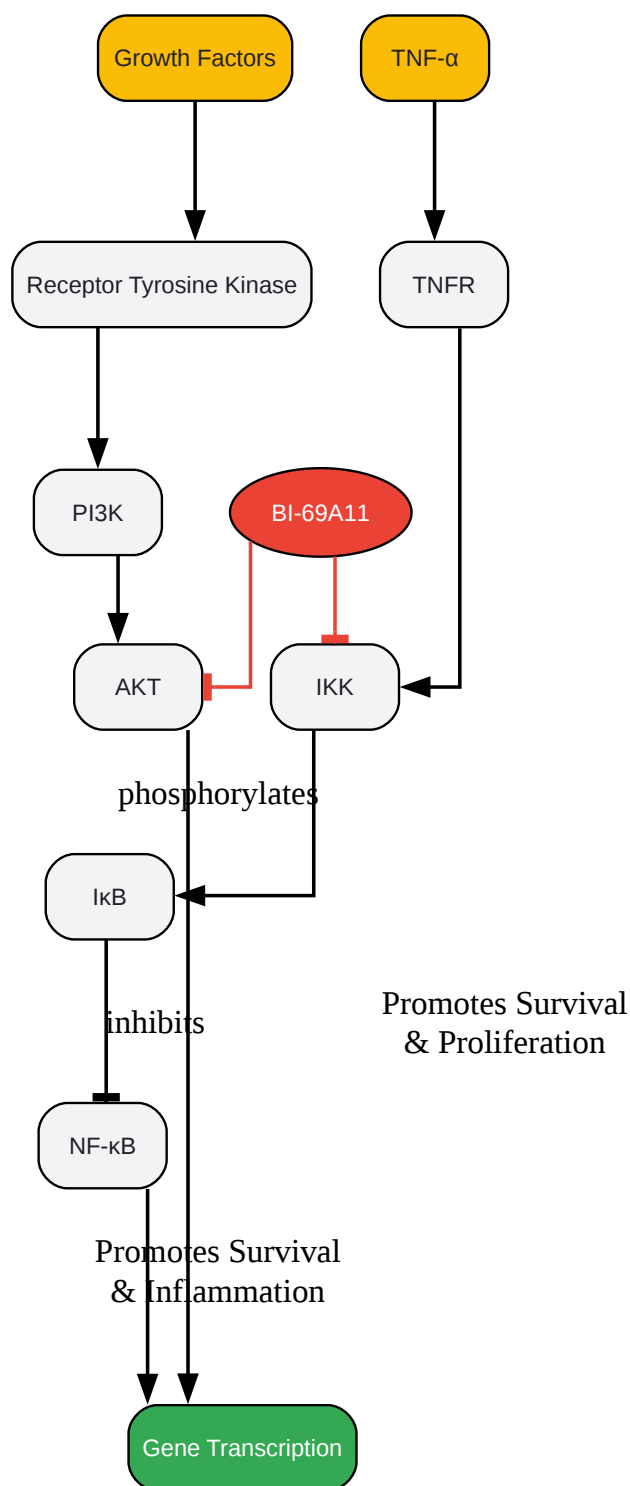 Growth Factors
TNF-α
Receptor Tyrosine Kinase
TNFR
PI3K
BI-69A11
AKT
IKK
phosphorylates
IκB
inhibits
Promotes Survival
& Proliferation
NF-κB
Promotes Survival
& Inflammation
Gene Transcription